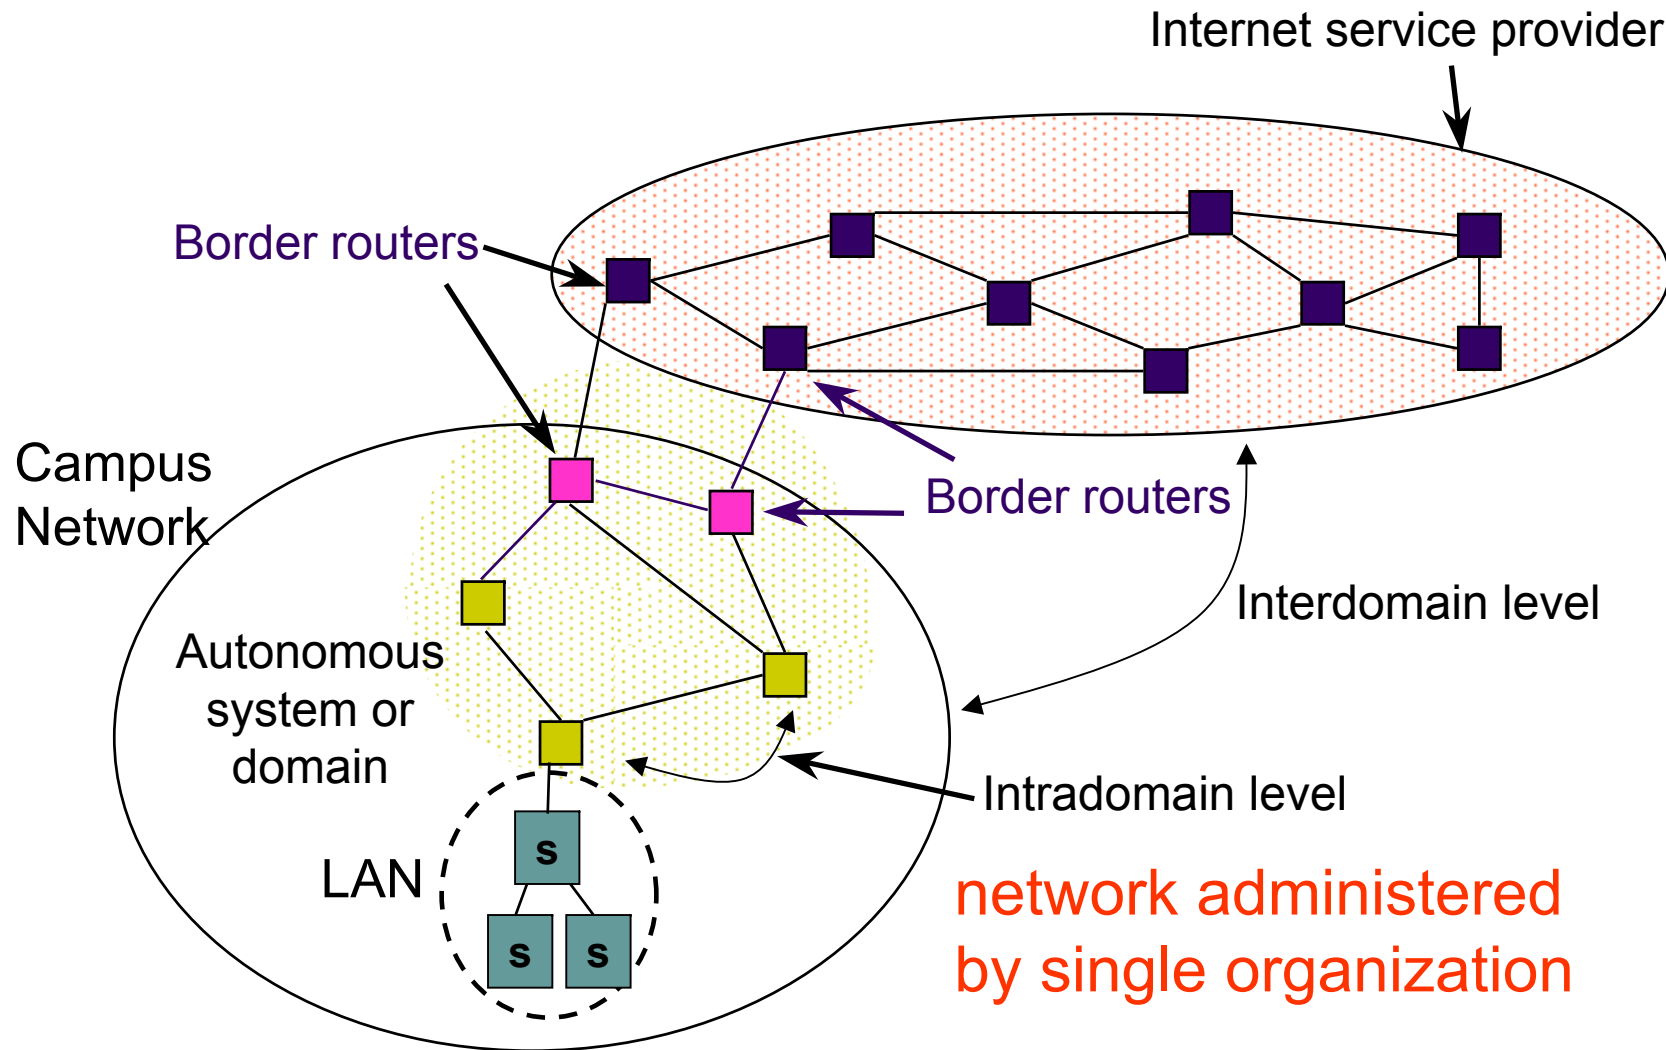 Internet service provider
Border routers
Campus
Network
Border routers
Interdomain level
Autonomous
system or
domain
Intradomain level
LAN
s
s
s
network administered
by single organization